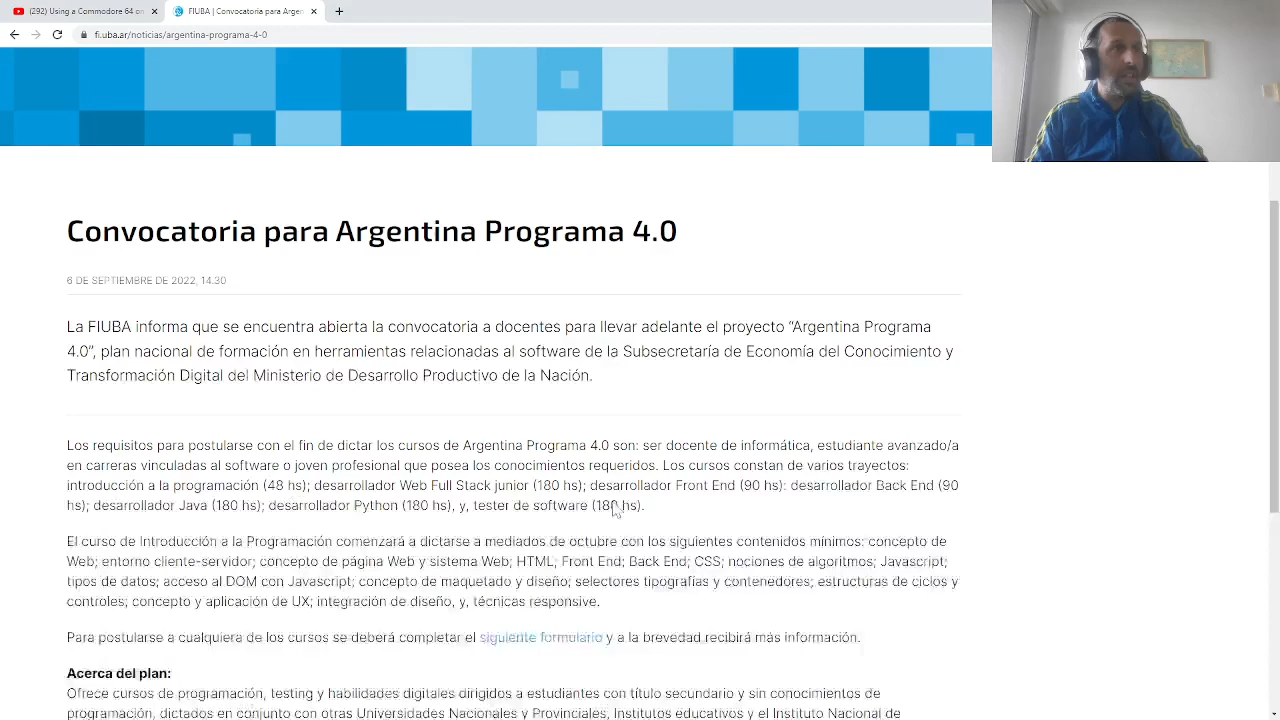 (292) Using a Commodore 64 on
FIUBA | Convocatoria para Argen
fi.uba.ar/noticias/argentina-programa-4-0
Convocatoria para Argentina Programa 4.0
6 DE SEPTIEMBRE DE 2022, 14.30
La FIUBA informa que se encuentra abierta la convocatoria a docentes para llevar adelante el proyecto “Argentina Programa
4.0”, plan nacional de formación en herramientas relacionadas al software de la Subsecretaría de Economía del Conocimiento y
Transformación Digital del Ministerio de Desarrollo Productivo de la Nación.
Los requisitos para postularse con el fin de dictar los cursos de Argentina Programa 4.0 son: ser docente de informática, estudiante avanzado/a
en carreras vinculadas al software o joven profesional que posea los conocimientos requeridos. Los cursos constan de varios trayectos:
introducción a la programación (48 hs); desarrollador Web Full Stack junior (180 hs); desarrollador Front End (90 hs): desarrollador Back End (90
hs); desarrollador Java (180 hs); desarrollador Python (180 hs), y, tester de software (180 hs).
El curso de Introducción a la Programación comenzará a dictarse a mediados de octubre con los siguientes contenidos mínimos: concepto de
Web; entorno cliente-servidor; concepto de página Web y sistema Web; HTML; Front End; Back End; CSS; nociones de algoritmos; Javascript;
tipos de datos; acceso al DOM con Javascript; concepto de maquetado y diseño; selectores tipografías y contenedores; estructuras de ciclos y
controles; concepto y aplicación de UX; integración de diseño, y, técnicas responsive.
Para postularse a cualquiera de los cursos se deberá completar el siguiente formulario y a la brevedad recibirá más información.
Acerca del plan:
Ofrece cursos de programación, testing y habilidades digitales dirigidos a estudiantes con título secundario y sin conocimientos de
programación, dictados en conjunto con otras Universidades Nacionales y Provinciales, Institutos educativos y el Instituto Nacional de